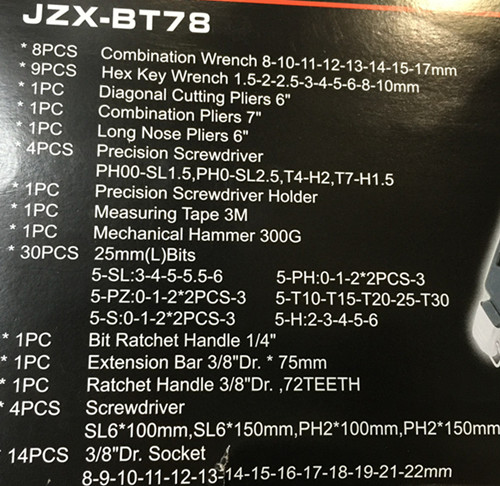 JZX-BT78
* 8PCS Combination Wrench 8-10-11-12-13-14-15-17mm
* 9PCS Hex Key Wrench 1.5-2-2.5-3-4-5-6-8-10mm
* 1PC Diagonal Cutting Pliers 6"
* 1PC Combination Pliers 7"
* 1PC Long Nose Pliers 6"
* 4PCS Precision Screwdriver
PH00-SL1.5,PH0-SL2.5,T4-H2,T7-H1.5
* 1PC Precision Screwdriver Holder
* 1PC Measuring Tape 3M
* 1PC Mechanical Hammer 300G
* 30PCS 25mm(L)Bits
5-SL:3-4-5-5.5-6 5-PH:0-1-2*2PCS-3
5-PZ:0-1-2*2PCS-3 5-T10-T15-T20-25-T30
5-S:0-1-2*2PCS-3 5-H:2-3-4-5-6
* 1PC Bit Ratchet Handle 1/4"
* 1PC Extension Bar 3/8"Dr. * 75mm
* 1PC Ratchet Handle 3/8"Dr. ,72TEETH
* 4PCS Screwdriver
SL6*100mm,SL6*150mm,PH2*100mm,PH2*150mm
* 14PCS 3/8"Dr. Socket
8-9-10-11-12-13-14-15-16-17-18-19-21-22mm